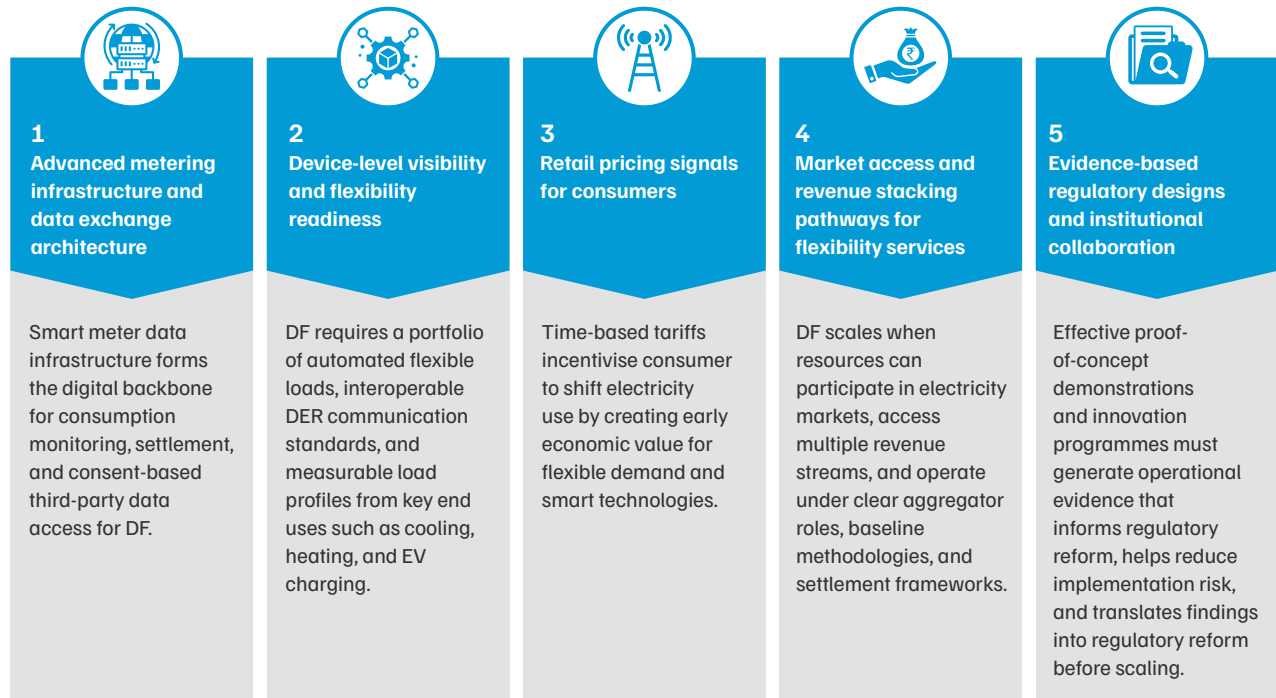 ₹
1
Advanced metering
infrastructure and
data exchange
architecture
Smart meter data
infrastructure forms
the digital backbone
for consumption
monitoring, settlement,
and consent-based
third-party data
access for DF.
2
Device-level visibility
and flexibility
readiness
DF requires a portfolio
of automated flexible
loads, interoperable
DER communication
standards, and
measurable load
profiles from key end
uses such as cooling,
heating, and EV
charging.
3
Retail pricing signals
for consumers
Time-based tariffs
incentivise consumer
to shift electricity
use by creating early
economic value for
flexible demand and
smart technologies.
4
Market access and
revenue stacking
pathways for
flexibility services
DF scales when
resources can
participate in electricity
markets, access
multiple revenue
streams, and operate
under clear aggregator
roles, baseline
methodologies, and
settlement frameworks.
5
Evidence-based
regulatory designs
and institutional
collaboration
Effective proof-
of-concept
demonstrations
and innovation
programmes must
generate operational
evidence that
informs regulatory
reform, helps reduce
implementation risk,
and translates findings
into regulatory reform
before scaling.